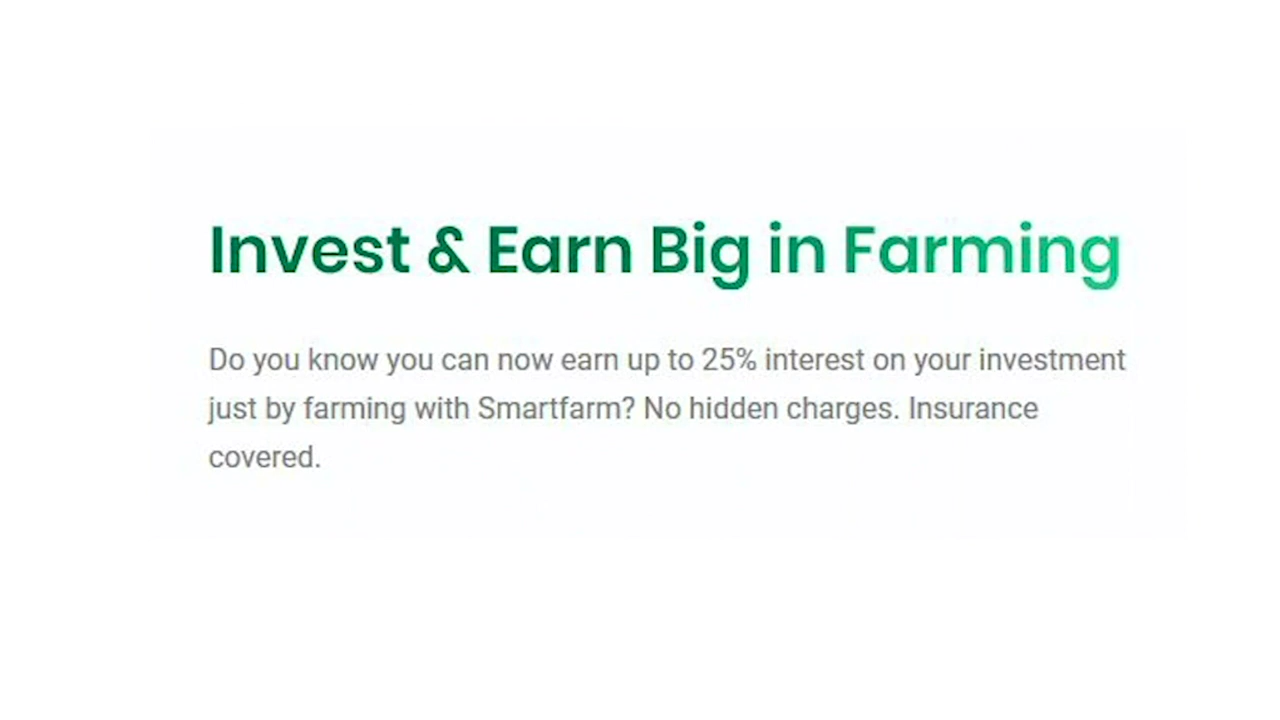 Invest & Earn Big in Farming
Do you know you can now earn up to 25% interest on your investment
just by farming with Smartfarm? No hidden charges. Insurance
covered.